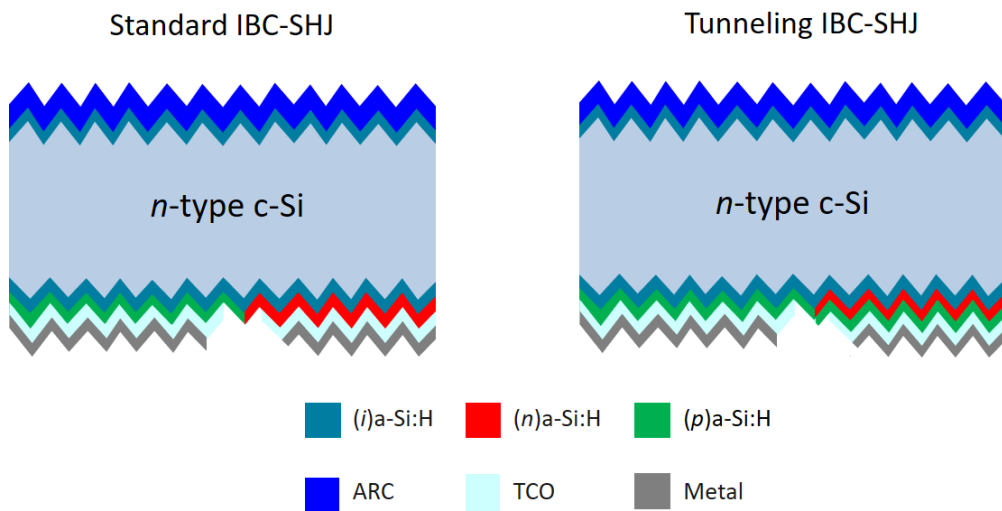 Standard IBC-SHJ
Tunneling IBC-SHJ
n-type c-Si
n-type c-Si
(i)a-Si:H
(n)a-Si:H
(p)a-Si:H
ARC
TCO
Metal